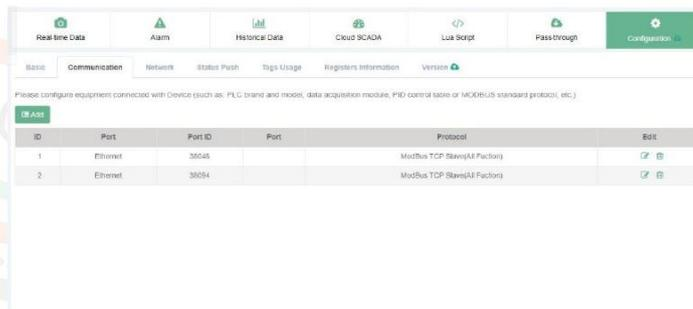 Real-time Data Alarm Historical Data Cloud SCADA Lua Script Pass-through Configuration
Basic Communication Network Status Push Tags Usage Registers Information Version
Please configure equipment connected with Device (such as: PLC brand and model, data acquisition module, PID control table or MODBUS standard protocol, etc.)
Add
ID Port Port ID Port Protocol Edit
1 Ethernet 38046 ModBus TCP Slave(All Fuction)
2 Ethernet 38094 ModBus TCP Slave(All Fuction)